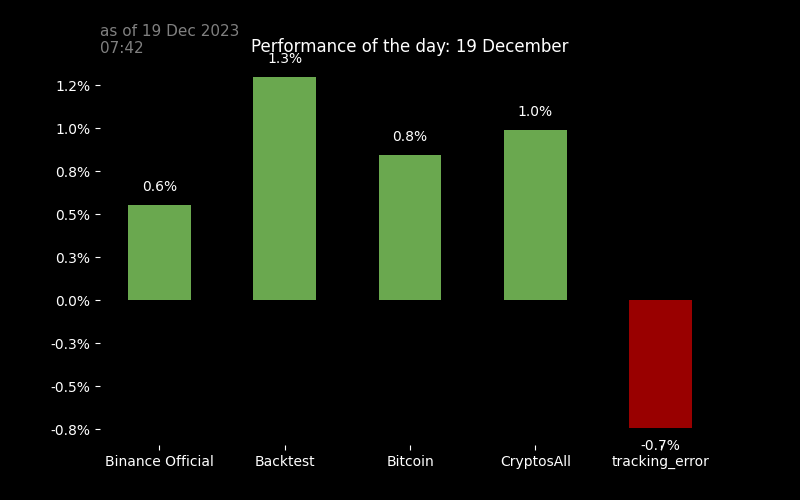 as of 19 Dec 2023
07:42
Performance of the day: 19 December
1.3%
1.2%
1.0%
1.0%
0.8%
0.8%
0.6%
0.5%
0.3%
0.0%
-0.3%
-0.5%
-0.8%
-0.7%
Binance Official
Backtest
Bitcoin
CryptosAll
tracking_error